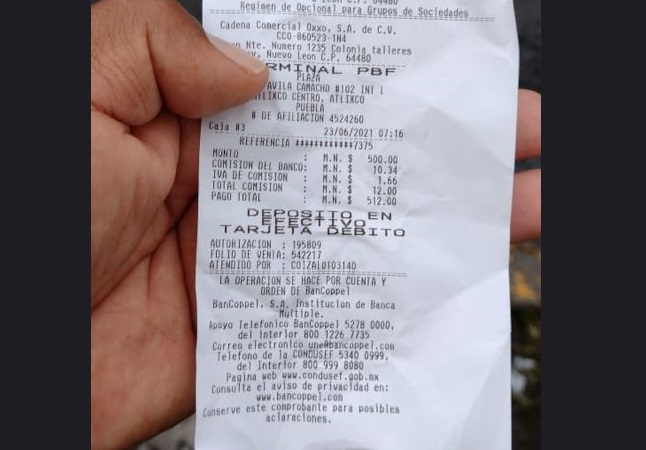 Regimen de Opcional para Grupos de Sociedades
Cadena Comercial Oxxo, S.A. de C.V.
CCO-860523-1N4
Nte. Numero 1235 Colonia talleres
Nuevo Leon C.P. 64480
RMINAL PBF
PLAZA
AVILA CAMACHO #102 INT L
ATLIXCO CENTRO, ATLIXCO
PUEBLA
# DE AFILIACION 4524260
Caja #3 23/06/2021 07:16
REFERENCIA ############7375
MONTO : M.N. $ 500.00
COMISION DEL BANCO: M.N. $ 10.34
IVA DE COMISION : M.N. $ 1.66
TOTAL COMISION : M.N. $ 12.00
PAGO TOTAL : M.N. $ 512.00
DEPOSITO EN
EFECTIVO
TARJETA DEBITO
AUTORIZACION : 195809
FOLIO DE VENTA: 542217
ATENDIDO POR :
LA OPERACION SE HACE POR CUENTA Y
ORDEN DE BanCoppel
BanCoppel, S.A. Institucion de Banca
Multiple.
Apoyo Telefonico BanCoppel 5278 0000,
del interior 800 1226 7735
Correo electronico une@bancoppel.com
Telefono de la CONDUSEF 5340 0999,
del Interior 800 999 8080
Pagina web www.condusef.gob.mx
Consulta el aviso de privacidad en:
www.bancoppel.com
Conserve este comprobante para posibles
aclaraciones.